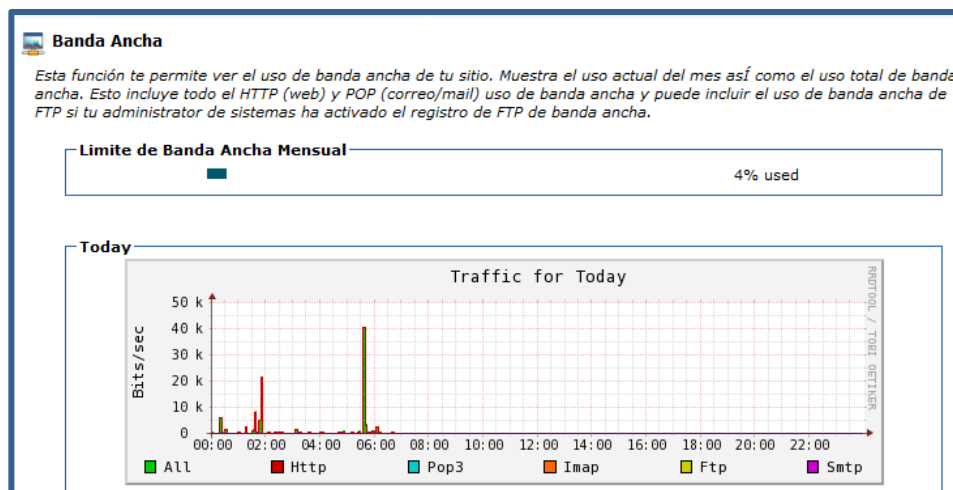 Banda Ancha
Esta función te permite ver el uso de banda ancha de tu sitio. Muestra el uso actual del mes asÍ como el uso total de banda
ancha. Esto incluye todo el HTTP (web) y POP (correo/mail) uso de banda ancha y puede incluir el uso de banda ancha de
FTP si tu administrator de sistemas ha activado el registro de FTP de banda ancha.
Limite de Banda Ancha Mensual
4% used
Today
Traffic for Today
RRDTOOL / TOBI OETIKER
Bits/sec
50 k
40 k
30 k
20 k
10 k
0
00:00 02:00 04:00 06:00 08:00 10:00 12:00 14:00 16:00 18:00 20:00 22:00
All Http Pop3 Imap Ftp Smtp